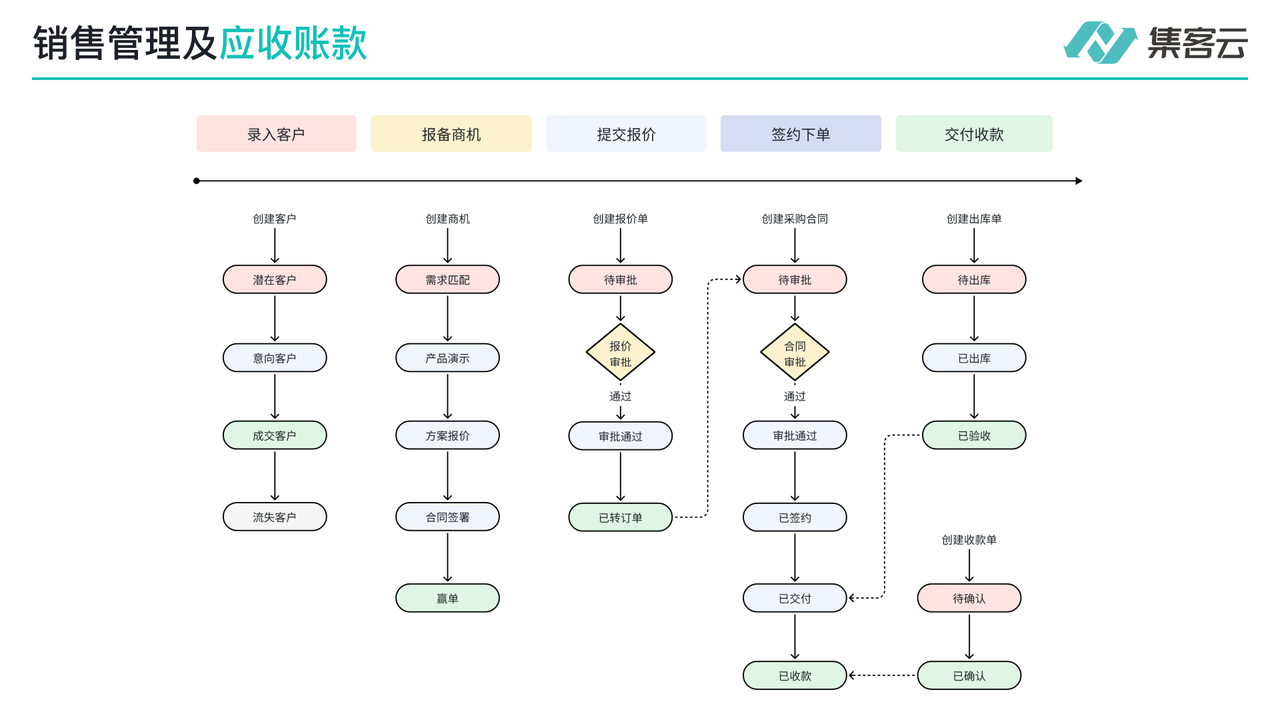 销售管理及应收账款
集客云
录入客户
报备商机
提交报价
签约下单
交付收款
创建客户
潜在客户
意向客户
成交客户
流失客户
创建商机
需求匹配
产品演示
方案报价
合同签署
赢单
创建报价单
待审批
报价
审批
通过
审批通过
已转订单
创建采购合同
待审批
合同
审批
通过
审批通过
已签约
已交付
已收款
创建出库单
待出库
已出库
已验收
创建收款单
待确认
已确认